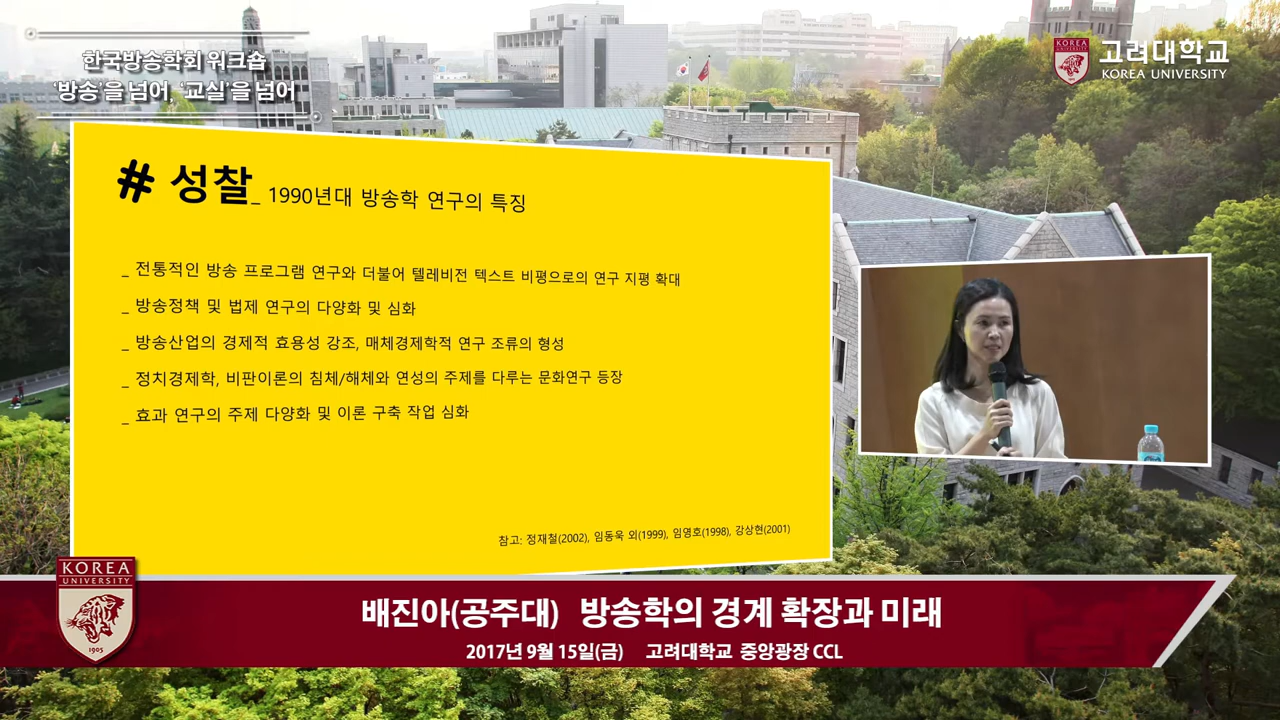 한국방송학회 워크숍
'방송'을 넘어, '교실'을 넘어
KOREA
UNIVERSITY
고려대학교
KOREA UNIVERSITY
# 성찰_ 1990년대 방송학 연구의 특징
_ 전통적인 방송 프로그램 연구와 더불어 텔레비전 텍스트 비평으로의 연구 지평 확대
_ 방송정책 및 법제 연구의 다양화 및 심화
_ 방송산업의 경제적 효용성 강조, 매체경제학적 연구 조류의 형성
_ 정치경제학, 비판이론의 침체/해체와 연성의 주제를 다루는 문화연구 등장
_ 효과 연구의 주제 다양화 및 이론 구축 작업 심화
참고: 정재철(2002), 임동욱 외(1999), 임영호(1998), 강상현(2001)
KOREA
UNIVERSITY
1905
배진아(공주대) 방송학의 경계 확장과 미래
2017년 9월 15일(금) 고려대학교 중앙광장 CCL